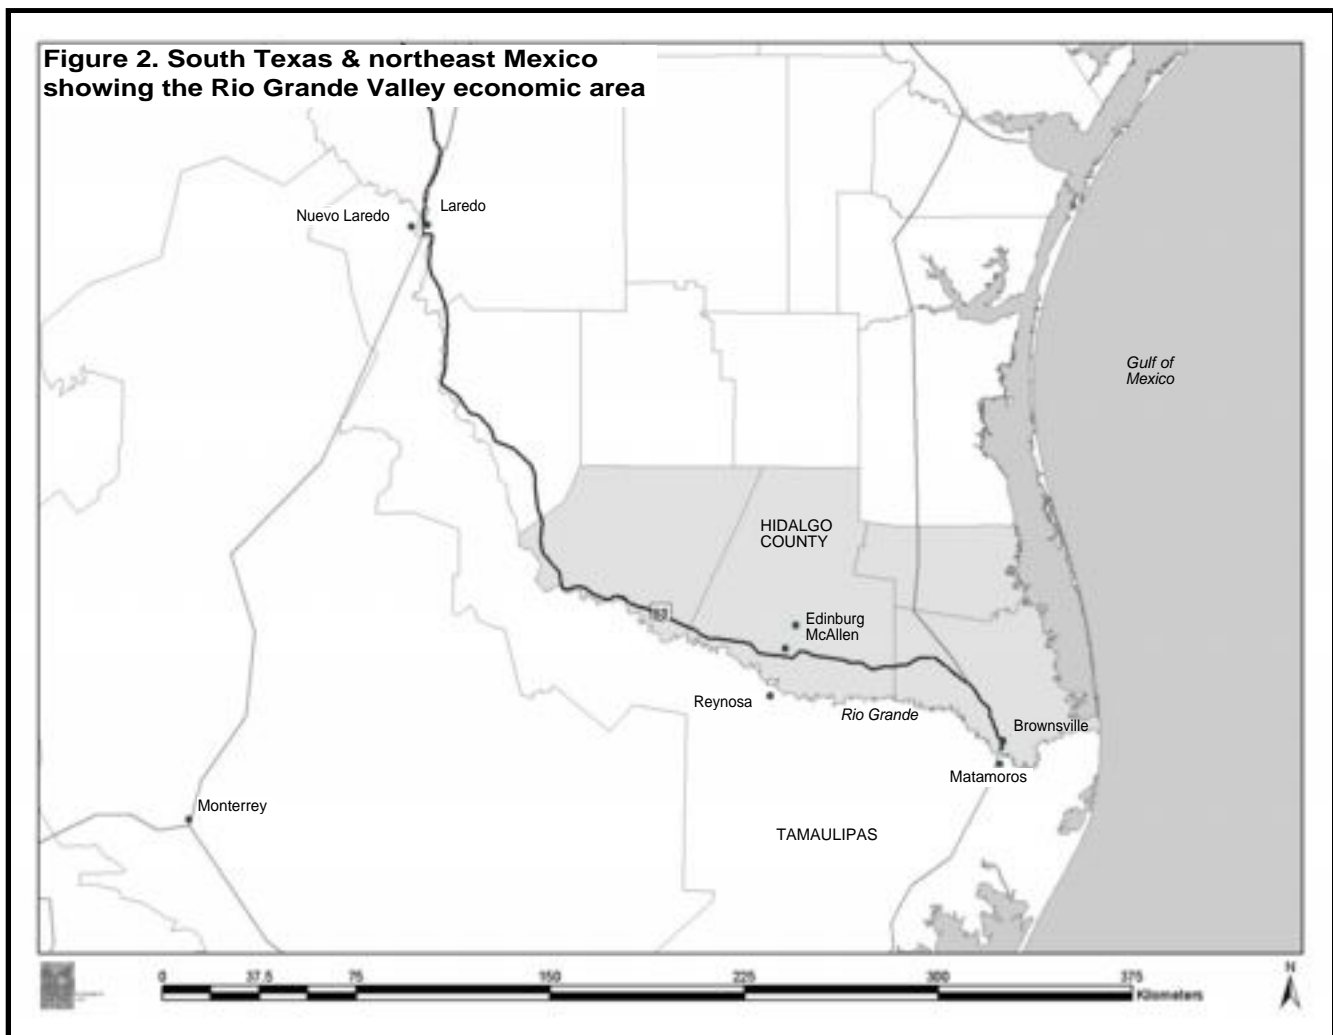 Figure 2. South Texas & northeast Mexico
showing the Rio Grande Valley economic area
Nuevo Laredo
Laredo
Gulf of
Mexico
HIDALGO
COUNTY
Edinburg
McAllen
Reynosa
Rio Grande
Brownsville
Matamoros
Monterrey
TAMAULIPAS
0 37.5 75 150 225 300 375
Kilometers
N